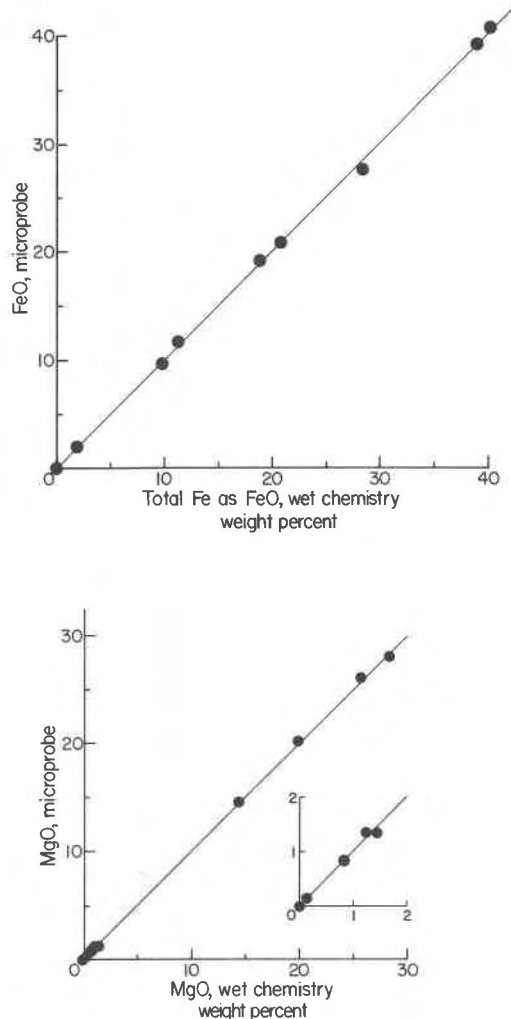 40
30
20
10
0
FeO, microprobe
10 20 30 40
Total Fe as FeO, wet chemistry
weight percent
30
20
10
0
MgO, microprobe
2
1
0
1 2
10 20 30
MgO, wet chemistry
weight percent